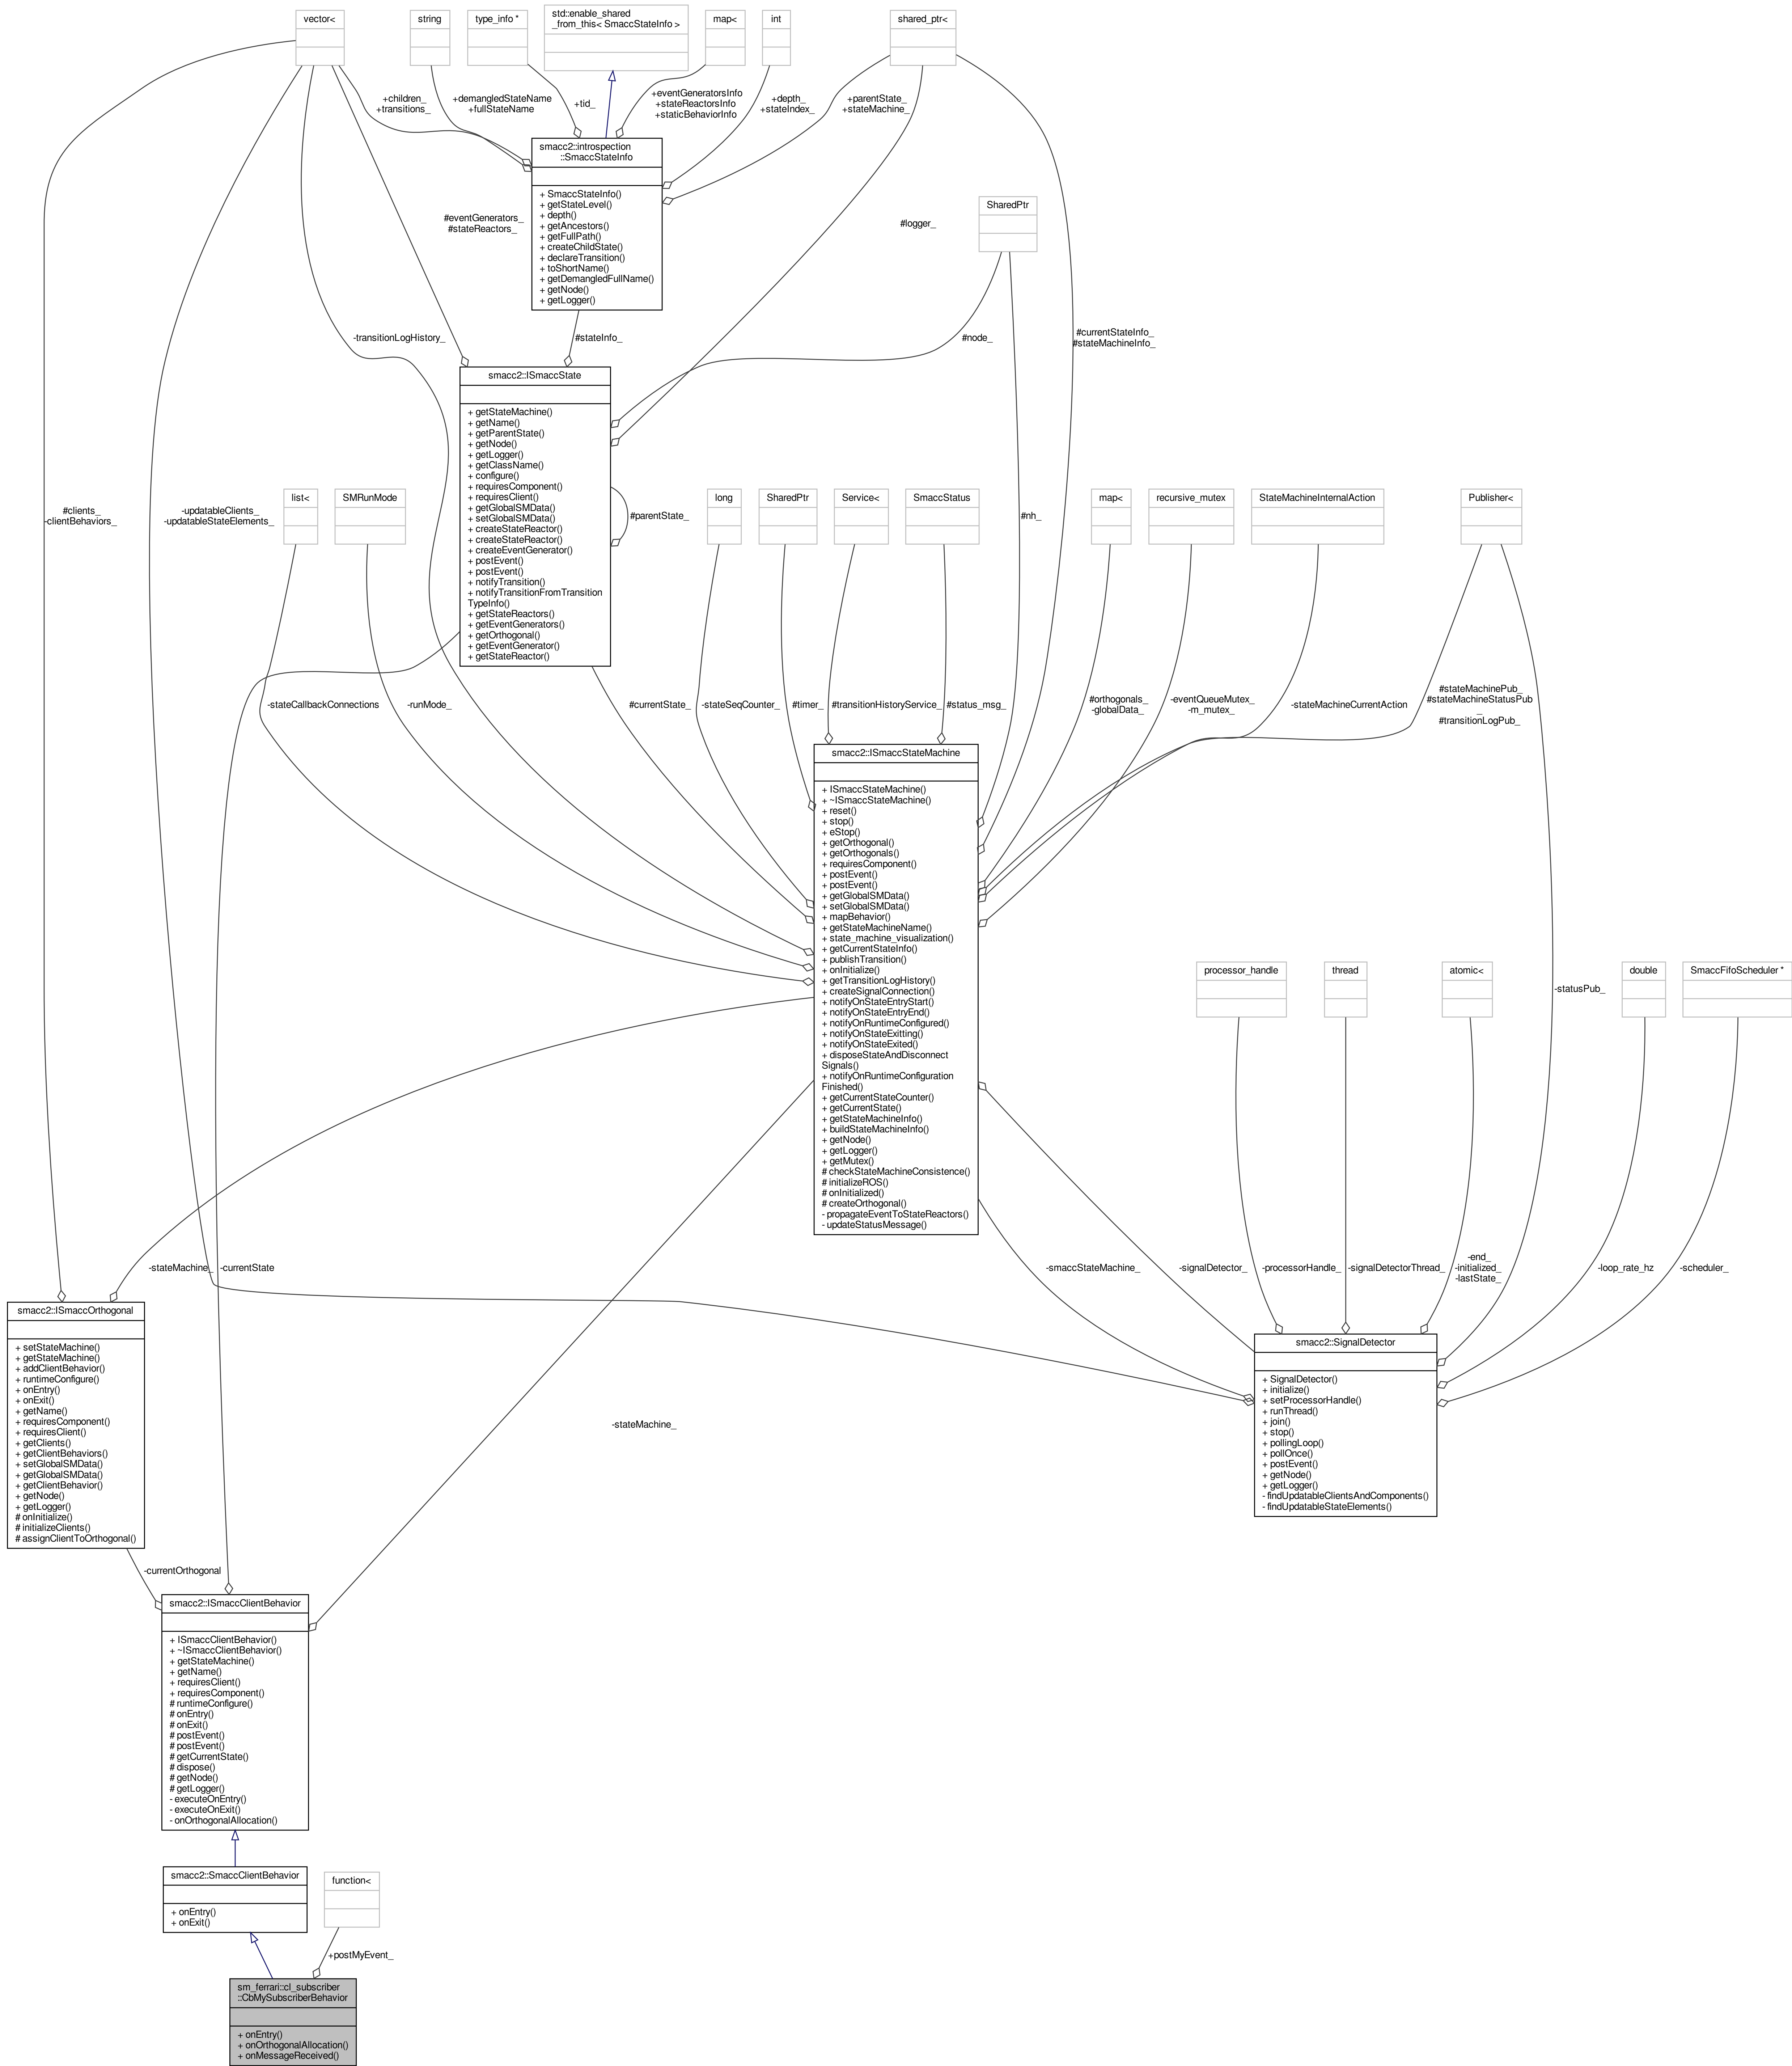 vector<
string
type_info *
std::enable_shared
_from_this< SmaccStateInfo >
map<
int
shared_ptr<
+children_
+transitions_
+demangledStateName
+fullStateName
+tid_
+eventGeneratorsInfo
+stateReactorsInfo
+staticBehaviorInfo
+depth_
+stateIndex_
+parentState_
+stateMachine_
smacc2::introspection
::SmaccStateInfo
+ SmaccStateInfo()
+ getStateLevel()
+ depth()
+ getAncestors()
+ getFullPath()
+ createChildState()
+ declareTransition()
+ toShortName()
+ getDemangledFullName()
+ getNode()
+ getLogger()
SharedPtr
#eventGenerators_
#stateReactors_
#logger_
-transitionLogHistory_
#stateInfo_
#node_
#currentStateInfo_
#stateMachineInfo_
smacc2::ISmaccState
+ getStateMachine()
+ getName()
+ getParentState()
+ getNode()
+ getLogger()
+ getClassName()
+ configure()
+ requiresComponent()
+ requiresClient()
+ getGlobalSMData()
+ setGlobalSMData()
+ createStateReactor()
+ createStateReactor()
+ createEventGenerator()
+ postEvent()
+ postEvent()
+ notifyTransition()
+ notifyTransitionFromTransition
TypeInfo()
+ getStateReactors()
+ getEventGenerators()
+ getOrthogonal()
+ getEventGenerator()
+ getStateReactor()
#parentState_
#clients_
-clientBehaviors_
-updatableClients_
-updatableStateElements_
list<
SMRunMode
long
SharedPtr
Service<
SmaccStatus
#nh_
map<
recursive_mutex
StateMachineInternalAction
Publisher<
-stateCallbackConnections
-runMode_
#currentState_
-stateSeqCounter_
#timer_
#transitionHistoryService_
#status_msg_
#orthogonals_
-globalData_
-eventQueueMutex_
-m_mutex_
-stateMachineCurrentAction
#stateMachinePub_
#stateMachineStatusPub
_
#transitionLogPub_
smacc2::ISmaccStateMachine
+ ISmaccStateMachine()
+ ~ISmaccStateMachine()
+ reset()
+ stop()
+ eStop()
+ getOrthogonal()
+ getOrthogonals()
+ requiresComponent()
+ postEvent()
+ postEvent()
+ getGlobalSMData()
+ setGlobalSMData()
+ mapBehavior()
+ getStateMachineName()
+ state_machine_visualization()
+ getCurrentStateInfo()
+ publishTransition()
+ onInitialize()
+ getTransitionLogHistory()
+ createSignalConnection()
+ notifyOnStateEntryStart()
+ notifyOnStateEntryEnd()
+ notifyOnRuntimeConfigured()
+ notifyOnStateExitting()
+ notifyOnStateExited()
+ disposeStateAndDisconnect
Signals()
+ notifyOnRuntimeConfiguration
Finished()
+ getCurrentStateCounter()
+ getCurrentState()
+ getStateMachineInfo()
+ buildStateMachineInfo()
+ getNode()
+ getLogger()
+ getMutex()
# checkStateMachineConsistence()
# initializeROS()
# onInitialized()
# createOrthogonal()
- propagateEventToStateReactors()
- updateStatusMessage()
processor_handle
thread
atomic<
-statusPub_
double
SmaccFifoScheduler *
-stateMachine_
-currentState
-smaccStateMachine_
-signalDetector_
-processorHandle_
-signalDetectorThread_
-end_
-initialized_
-lastState_
-loop_rate_hz
-scheduler_
smacc2::ISmaccOrthogonal
+ setStateMachine()
+ getStateMachine()
+ addClientBehavior()
+ runtimeConfigure()
+ onEntry()
+ onExit()
+ getName()
+ requiresComponent()
+ requiresClient()
+ getClients()
+ getClientBehaviors()
+ setGlobalSMData()
+ getGlobalSMData()
+ getClientBehavior()
+ getNode()
+ getLogger()
# onInitialize()
# initializeClients()
# assignClientToOrthogonal()
-stateMachine_
smacc2::SignalDetector
+ SignalDetector()
+ initialize()
+ setProcessorHandle()
+ runThread()
+ join()
+ stop()
+ pollingLoop()
+ pollOnce()
+ postEvent()
+ getNode()
+ getLogger()
- findUpdatableClientsAndComponents()
- findUpdatableStateElements()
-currentOrthogonal
smacc2::ISmaccClientBehavior
+ ISmaccClientBehavior()
+ ~ISmaccClientBehavior()
+ getStateMachine()
+ getName()
+ requiresClient()
+ requiresComponent()
# runtimeConfigure()
# onEntry()
# onExit()
# postEvent()
# postEvent()
# getCurrentState()
# dispose()
# getNode()
# getLogger()
- executeOnEntry()
- executeOnExit()
- onOrthogonalAllocation()
smacc2::SmaccClientBehavior
+ onEntry()
+ onExit()
function<
+postMyEvent_
sm_ferrari::cl_subscriber
::CbMySubscriberBehavior
+ onEntry()
+ onOrthogonalAllocation()
+ onMessageReceived()